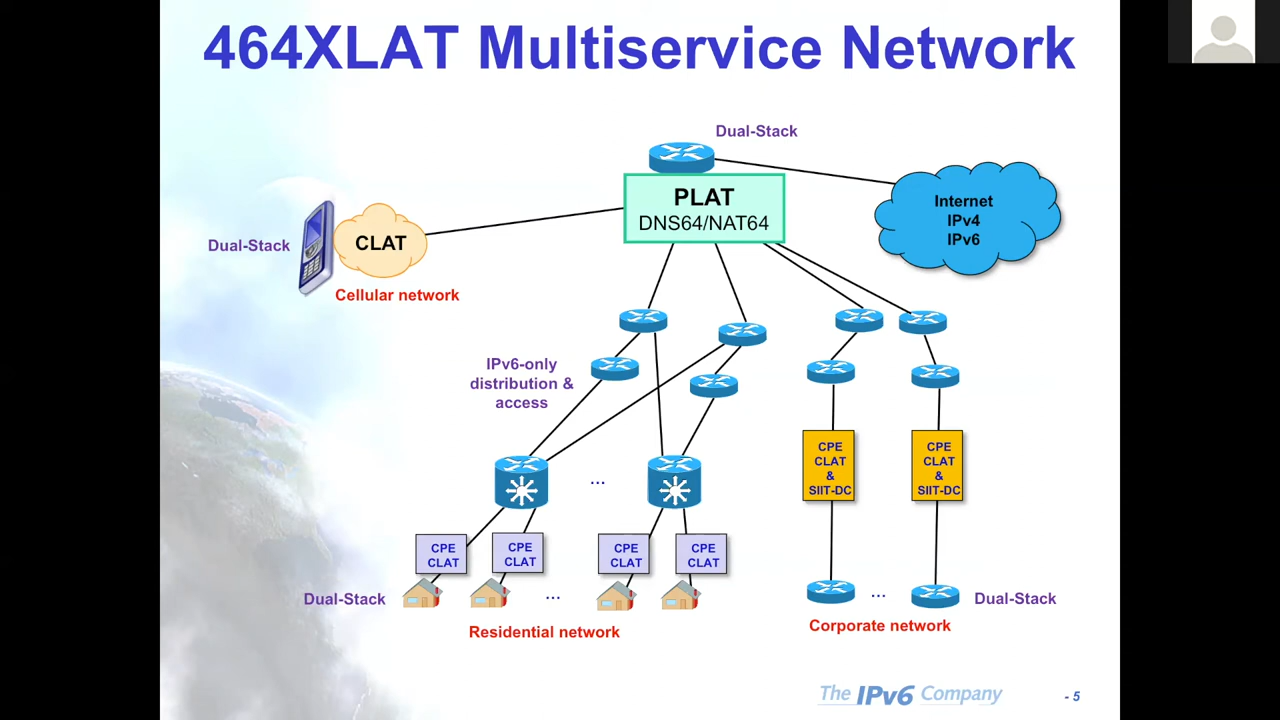 464XLAT Multiservice Network
Dual-Stack
PLAT
DNS64/NAT64
Internet
IPv4
IPv6
Dual-Stack
CLAT
Cellular network
IPv6-only
distribution &
access
...
CPE
CLAT
&
SIIT-DC
CPE
CLAT
&
SIIT-DC
CPE
CLAT
CPE
CLAT
CPE
CLAT
CPE
CLAT
Dual-Stack
...
...
Dual-Stack
Residential network
Corporate network
The IPv6 Company
- 5